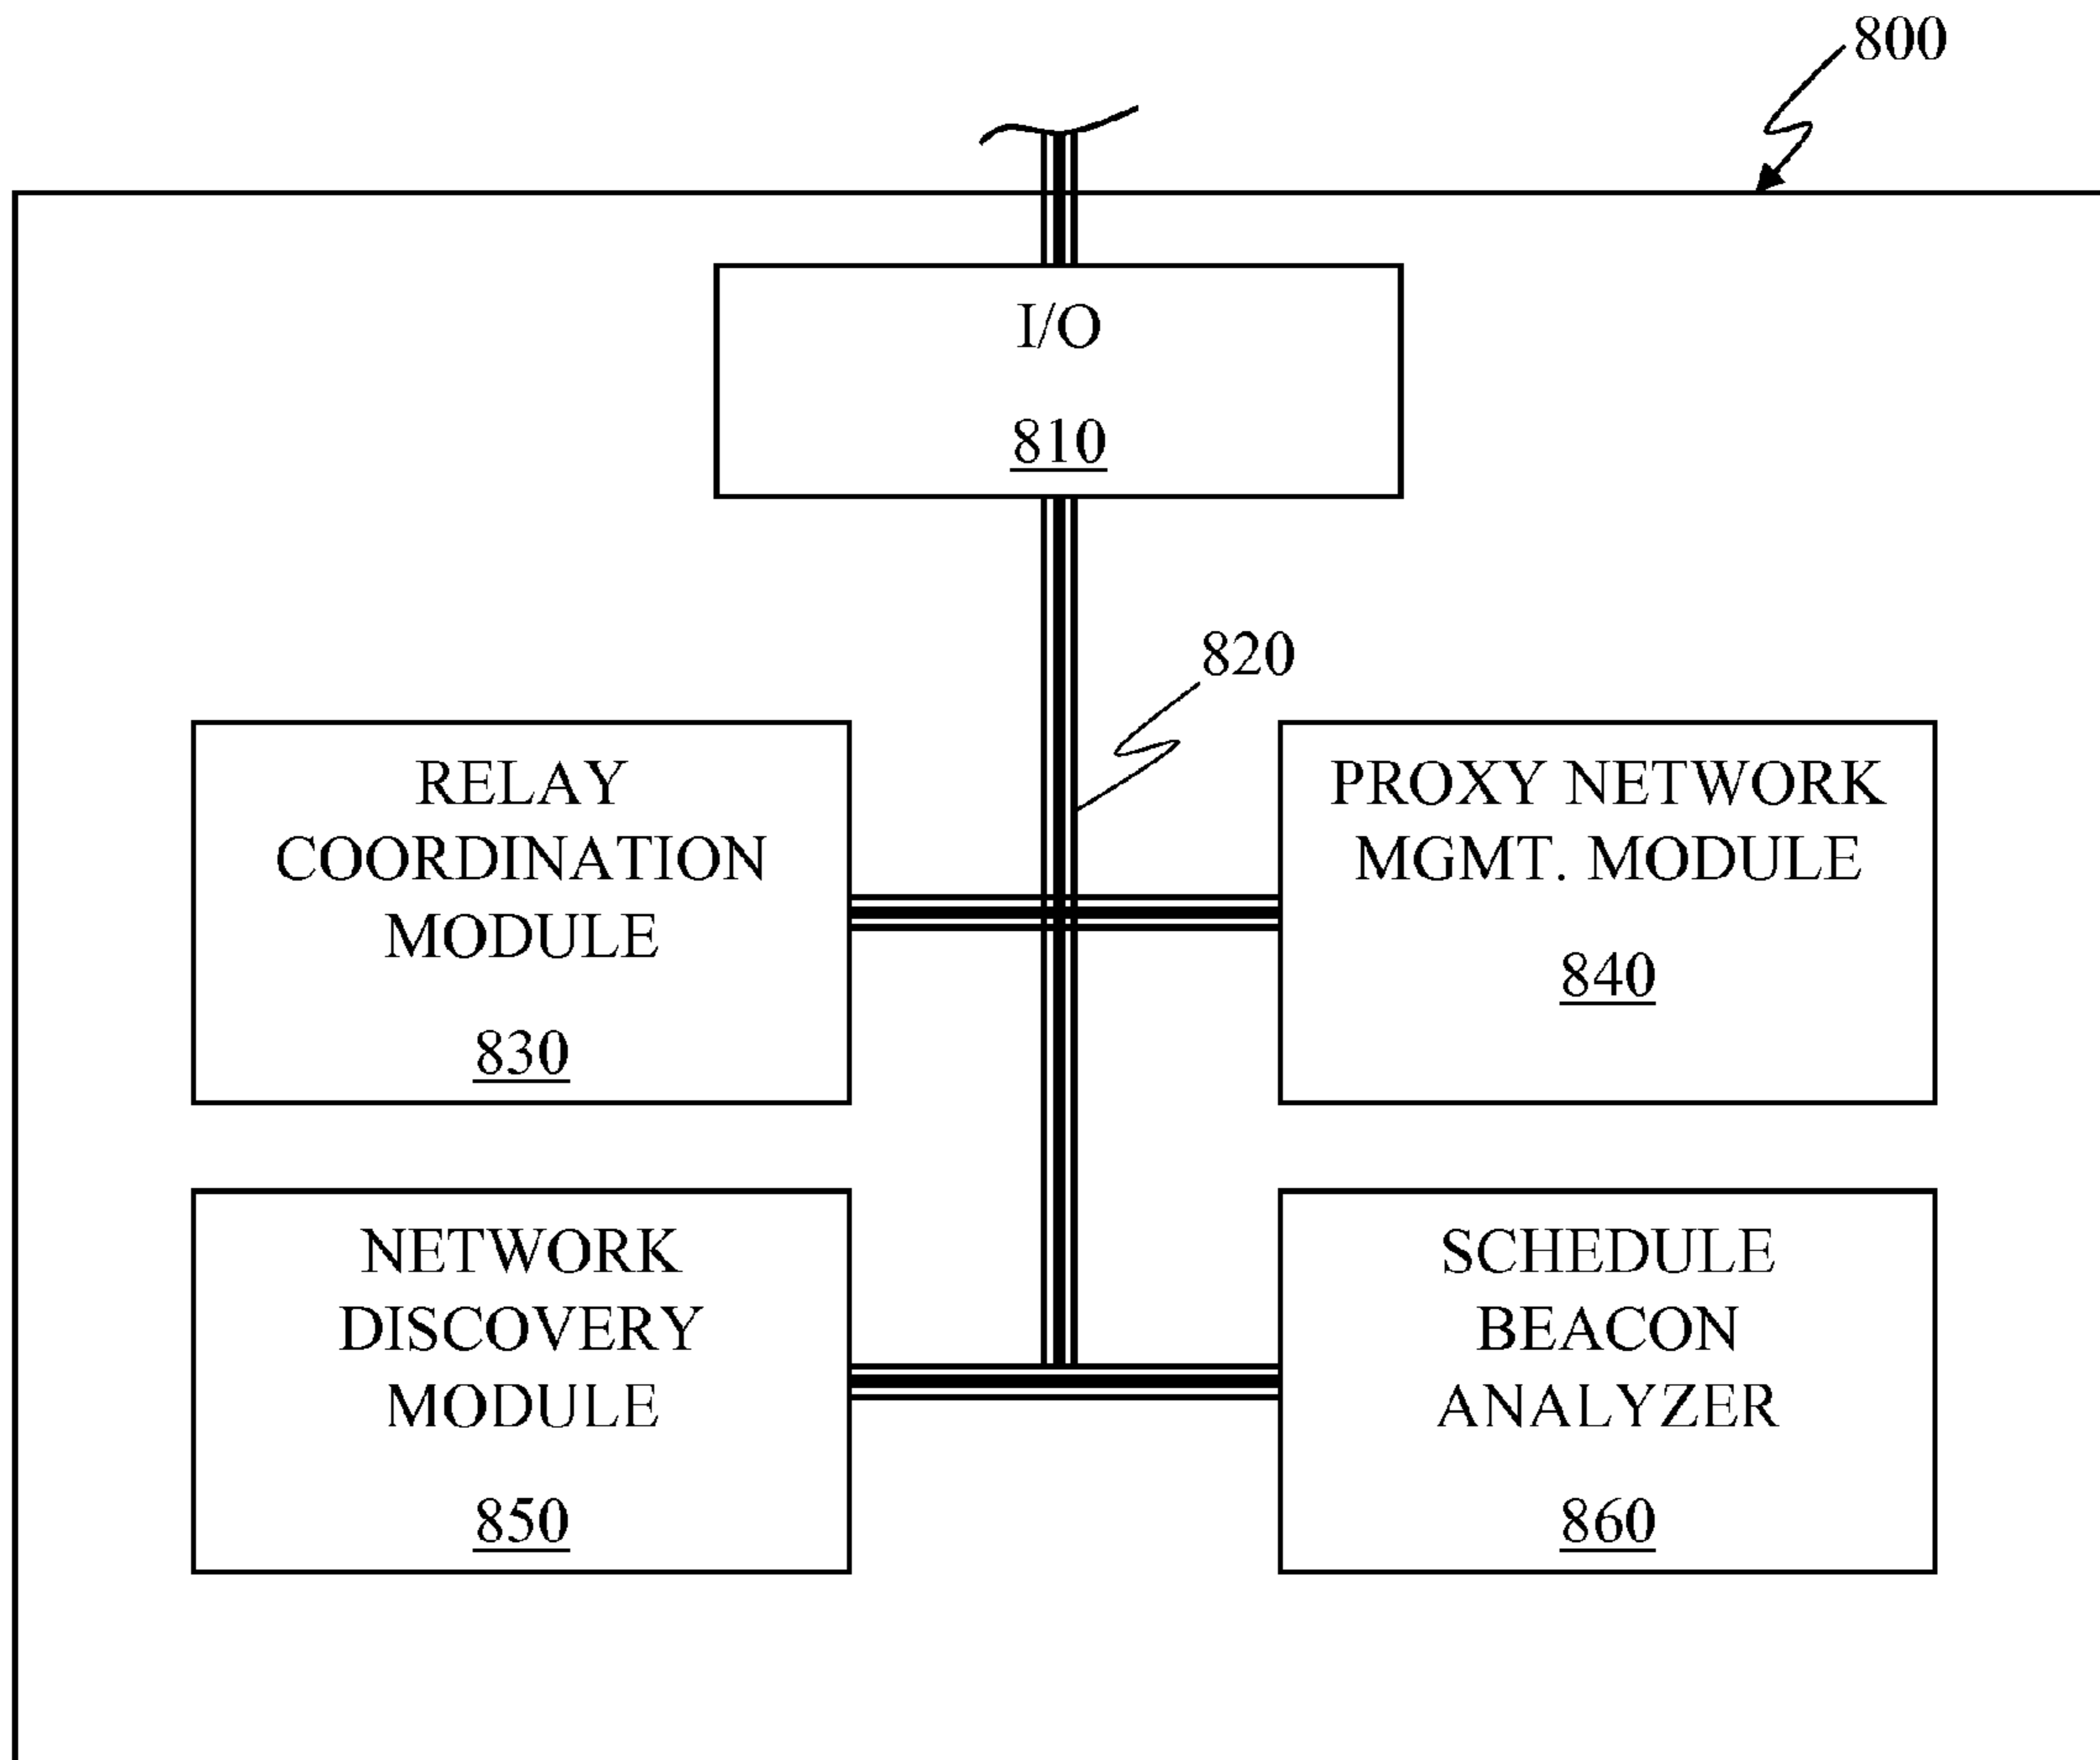 800
I/O
810
820
RELAY
COORDINATION
MODULE
830
PROXY NETWORK
MGMT. MODULE
840
NETWORK
DISCOVERY
MODULE
850
SCHEDULE
BEACON
ANALYZER
860